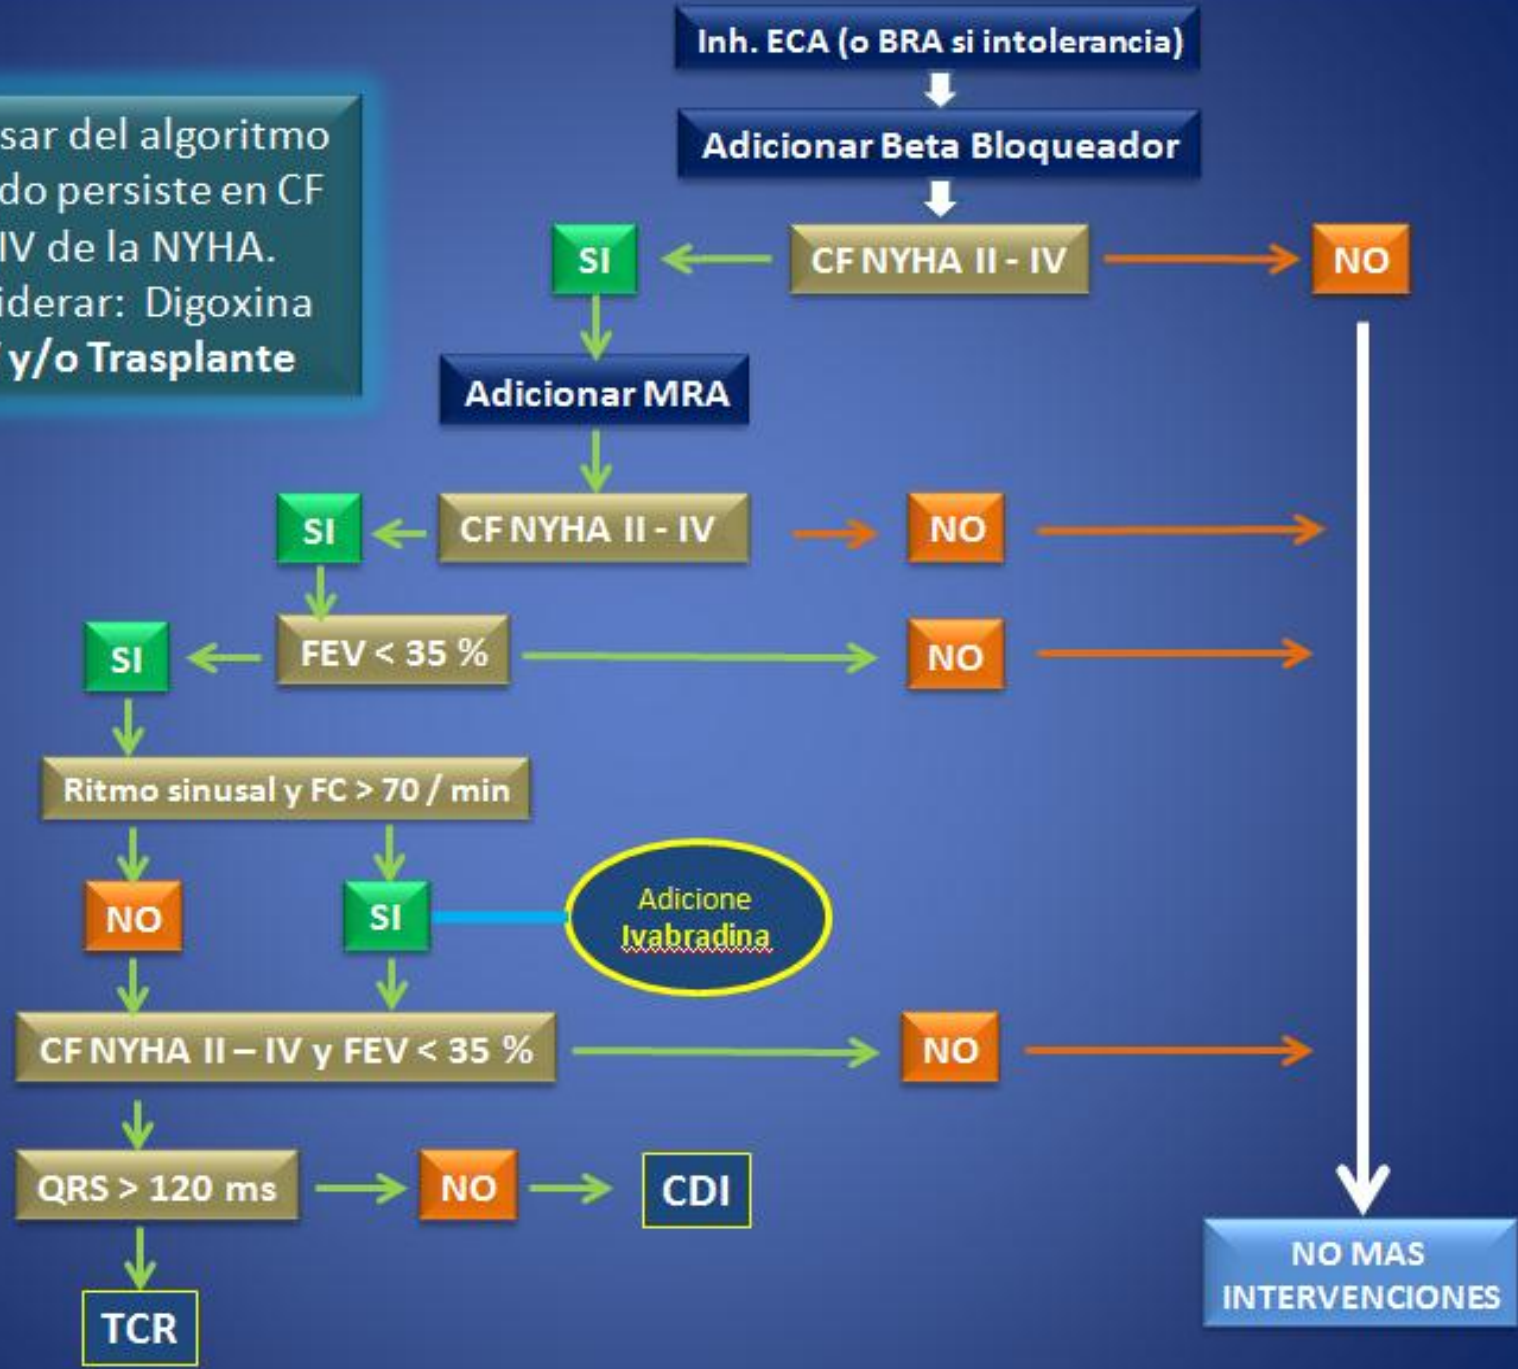 Inh. ECA (o BRA si intolerancia)
Adicionar Beta Bloqueador
sar del algoritmo
do persiste en CF
IV de la NYHA.
iderar: Digoxina
y/o Trasplante
SI
CF NYHA II - IV
NO
Adicionar MRA
SI
CF NYHA II - IV
NO
SI
FEV < 35 %
NO
Ritmo sinusal y FC > 70 / min
NO
SI
Adicione
Ivabradina
CF NYHA II – IV y FEV < 35 %
NO
QRS > 120 ms
NO
CDI
TCR
NO MAS
INTERVENCIONES